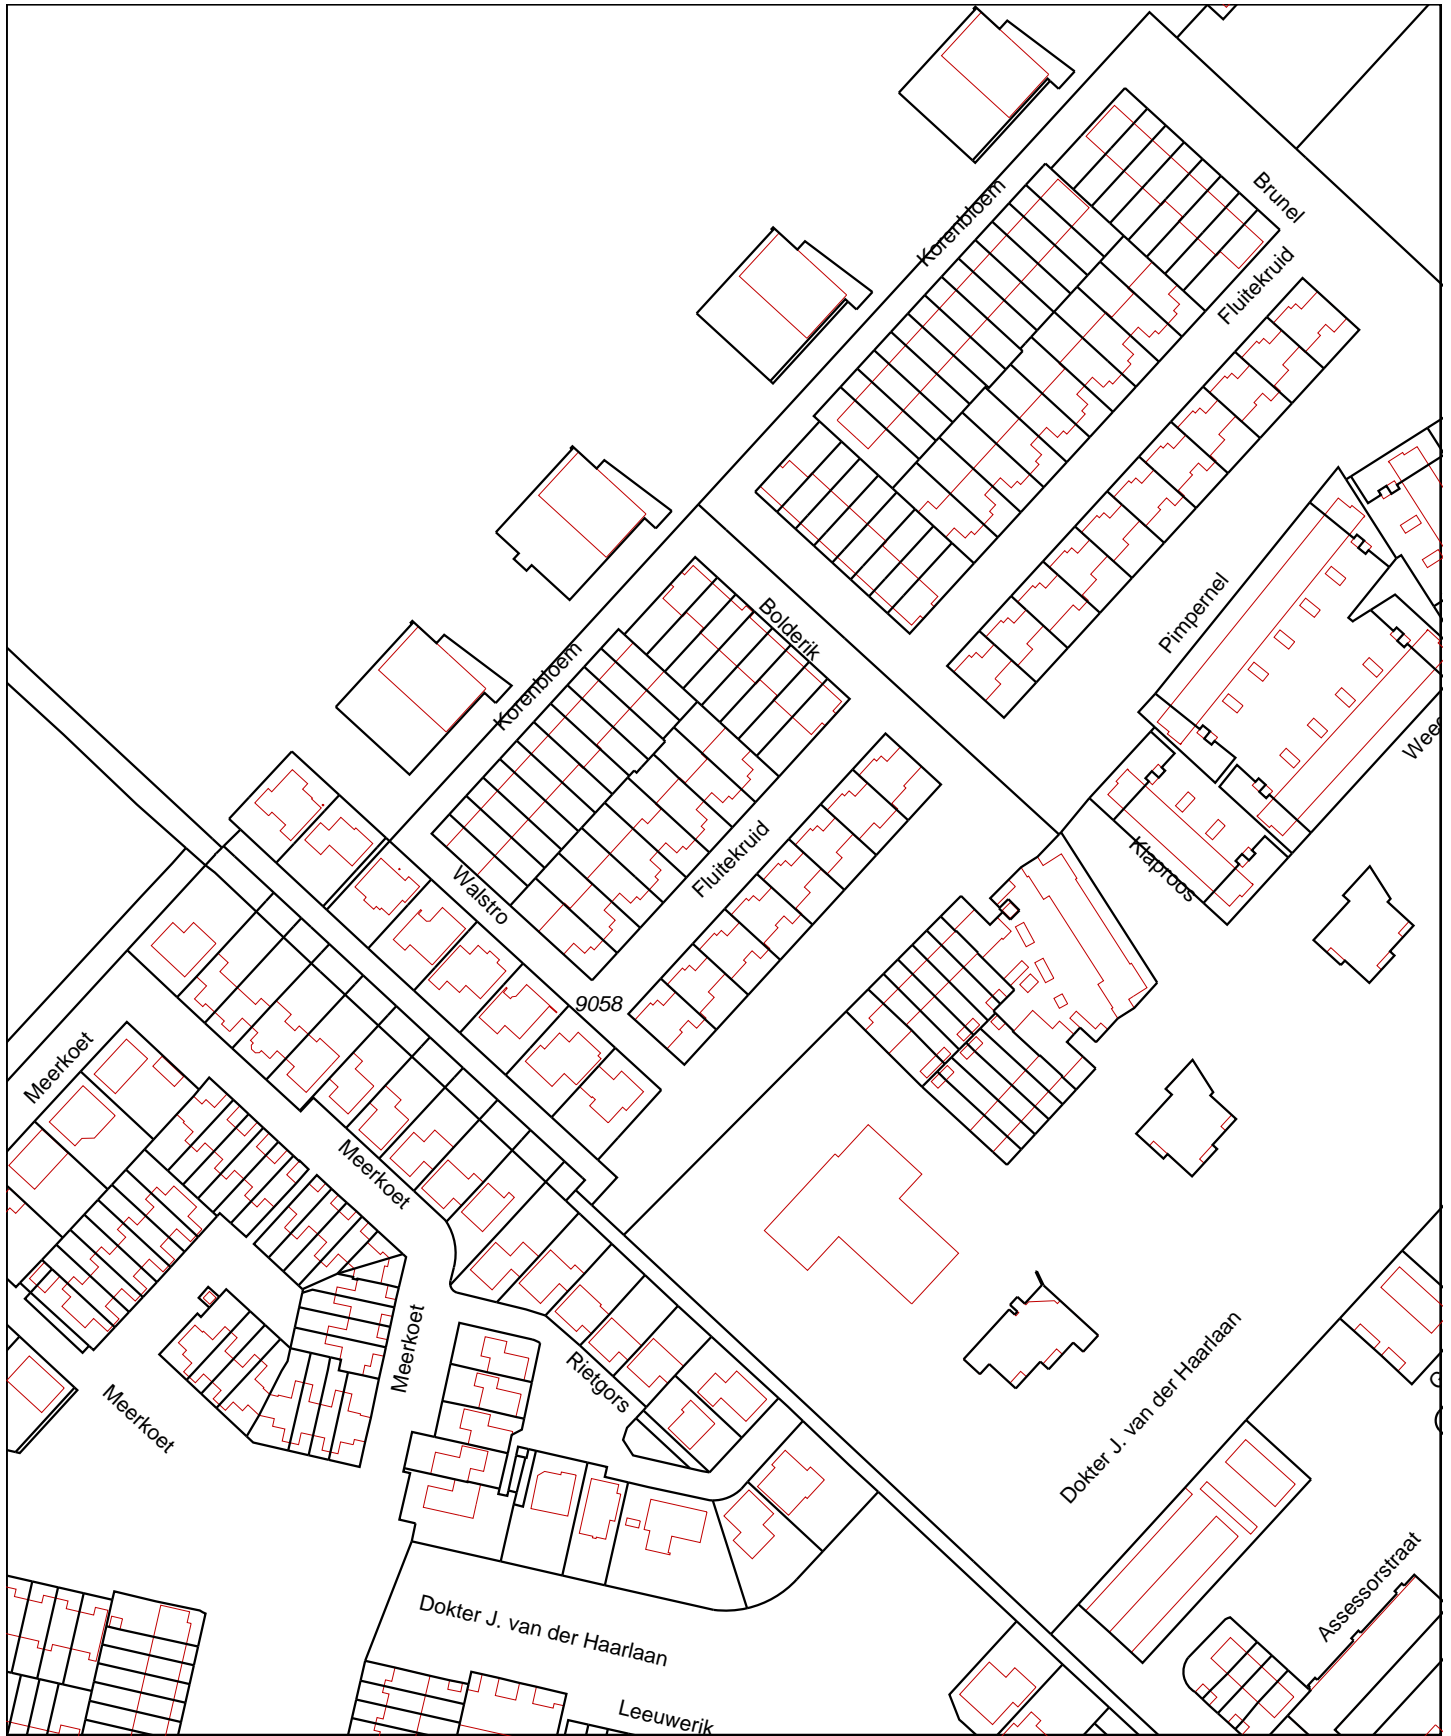 Brunel
Korenbloem
Fluitekruid
Pimpernel
Bolderik
Korenbloem
Klaproos
Fluitekruid
Walstro
9058
Meerkoet
Meerkoet
Meerkoet
Rietgors
Meerkoet
Dokter J. van der Haarlaan
Assessorstraat
Dokter J. van der Haarlaan
Leeuwerik